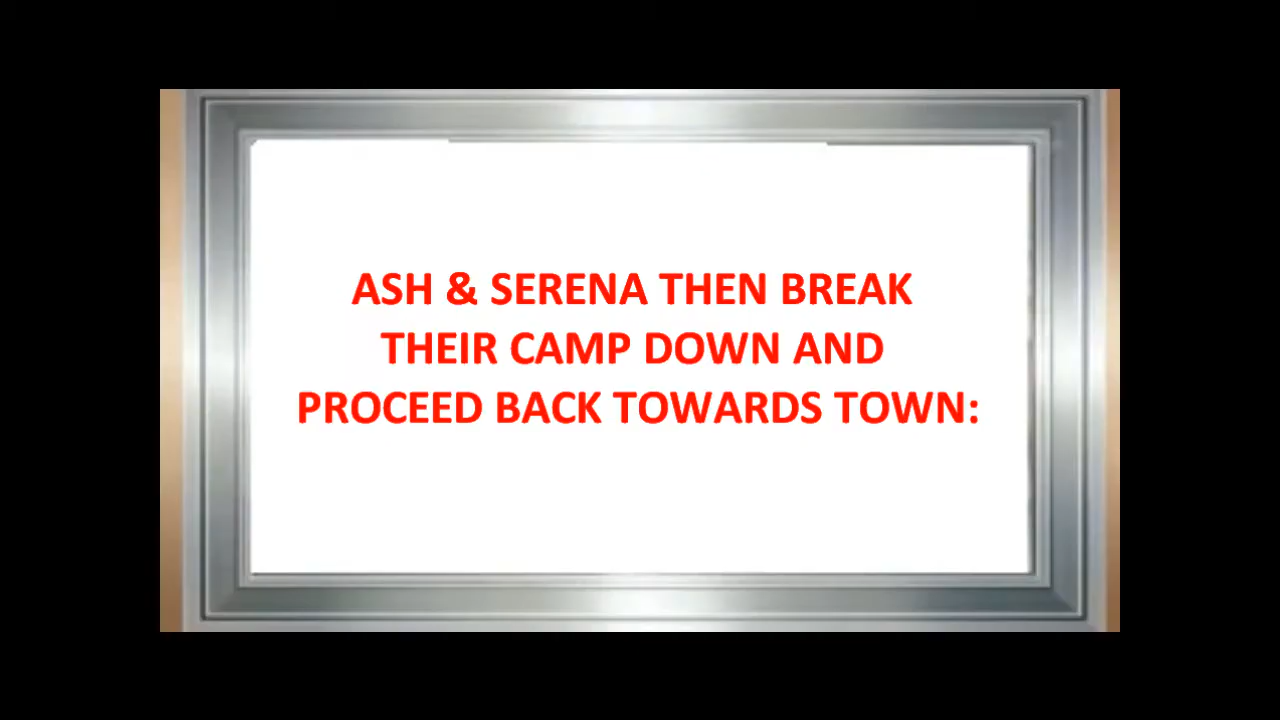 ASH & SERENA THEN BREAK
THEIR CAMP DOWN AND
PROCEED BACK TOWARDS TOWN: